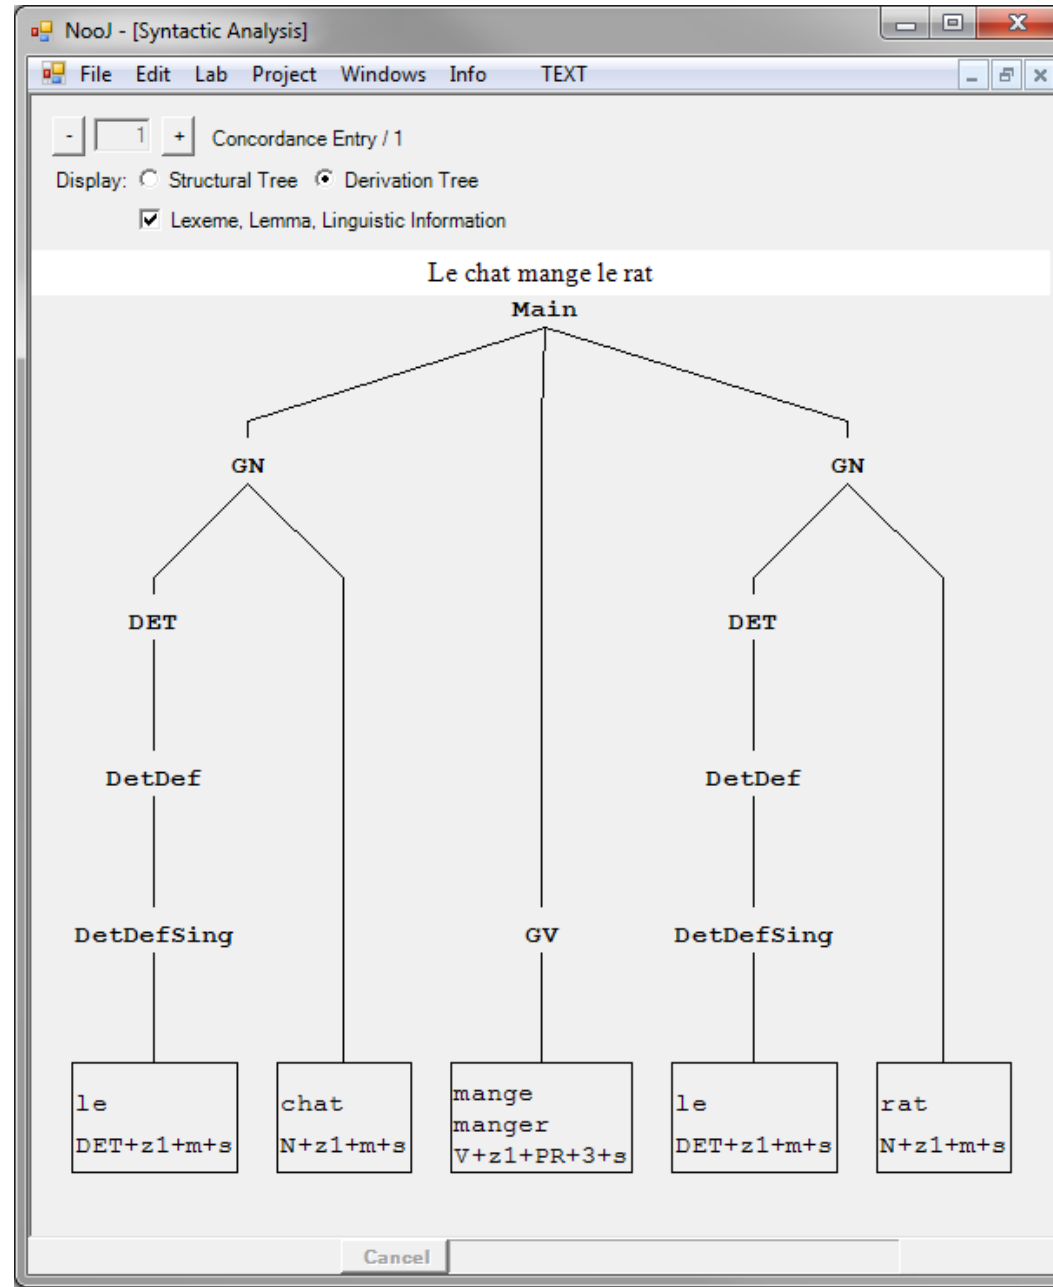 NooJ - [Syntactic Analysis]
File Edit Lab Project Windows Info TEXT
- 1 + Concordance Entry / 1
Display: Structural Tree Derivation Tree
Lexeme, Lemma, Linguistic Information
Le chat mange le rat
Main
GN GN
DET DET
DetDef DetDef
DetDefSing GV DetDefSing
le chat mange le rat
manger
DET+z1+m+s N+z1+m+s V+z1+PR+3+s DET+z1+m+s N+z1+m+s
Cancel